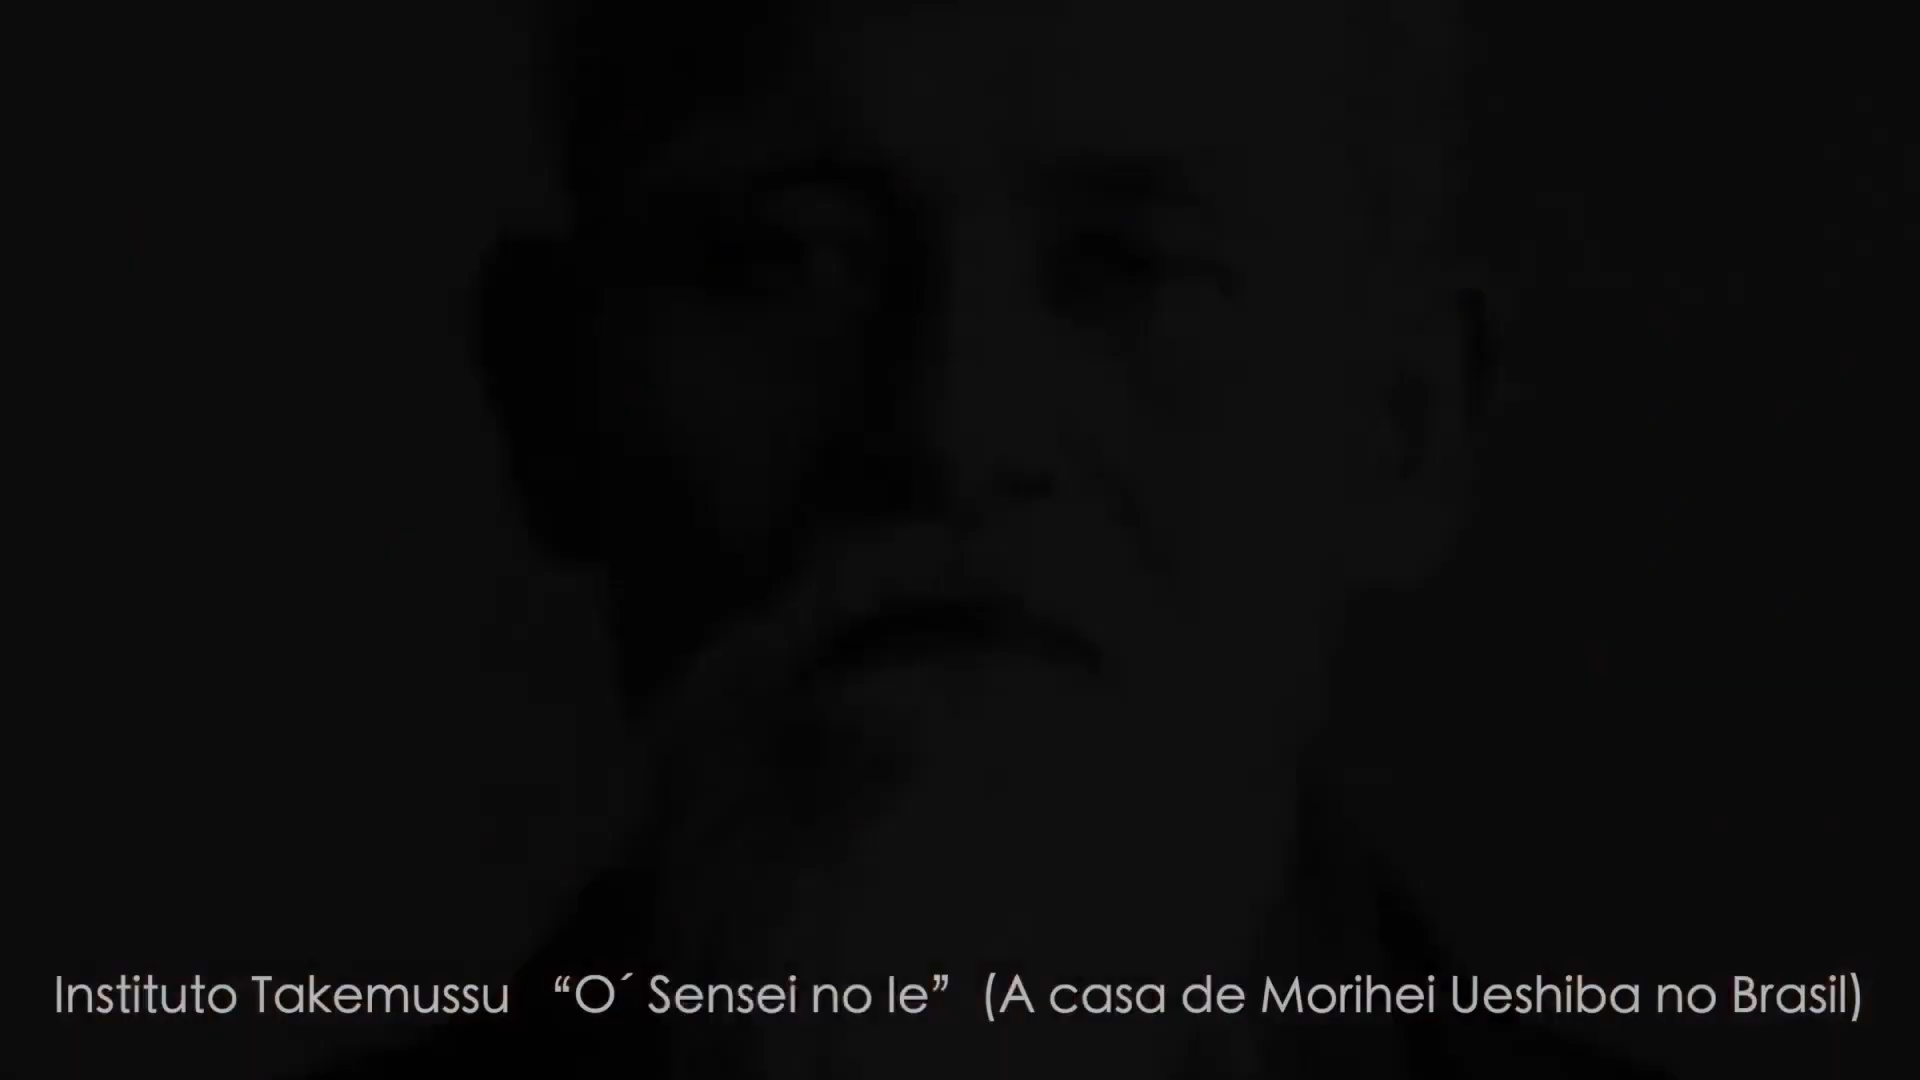 Instituto Takemussu “O´ Sensei no Ie” (A casa de Morihei Ueshiba no Brasil)